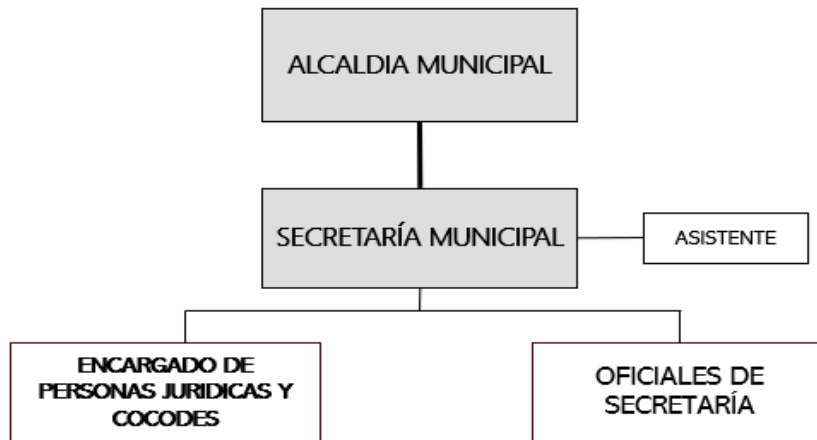 ALCALDIA MUNICIPAL
SECRETARÍA MUNICIPAL
ASISTENTE
ENCARGADO DE
PERSONAS JURIDICAS Y
COCODES
OFICIALES DE
SECRETARÍA